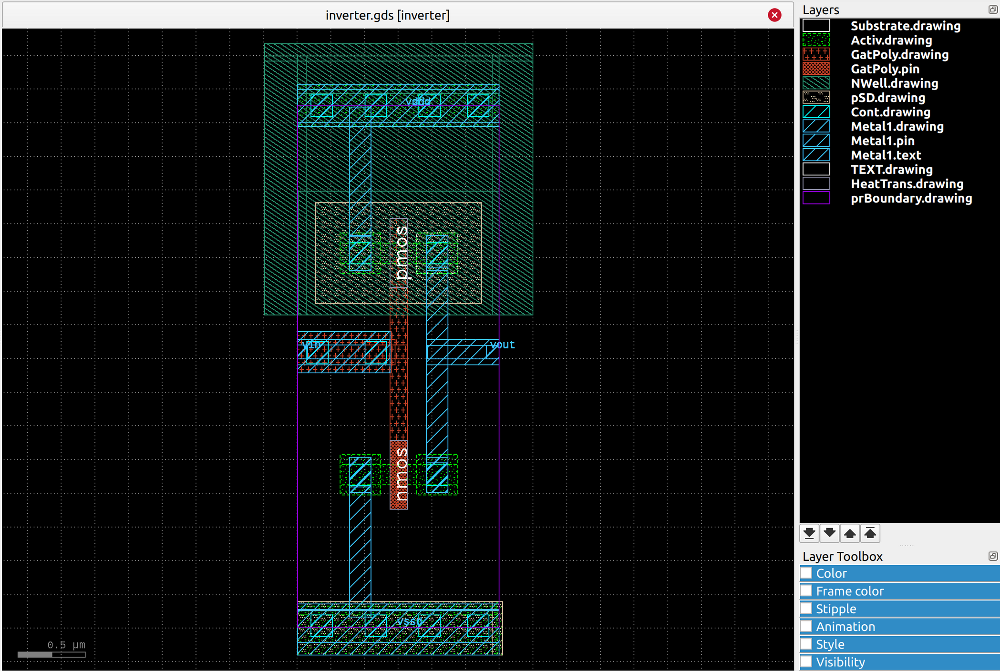 inverter.gds [inverter]
Layers
Substrate.drawing
Activ.drawing
GatPoly.drawing
GatPoly.pin
NWell.drawing
pSD.drawing
Cont.drawing
Metal1.drawing
Metal1.pin
Metal1.text
TEXT.drawing
HeatTrans.drawing
prBoundary.drawing
vddd
pmos
vin
vout
nmos
vssd
0.5 µm
Layer Toolbox
Color
Frame color
Stipple
Animation
Style
Visibility